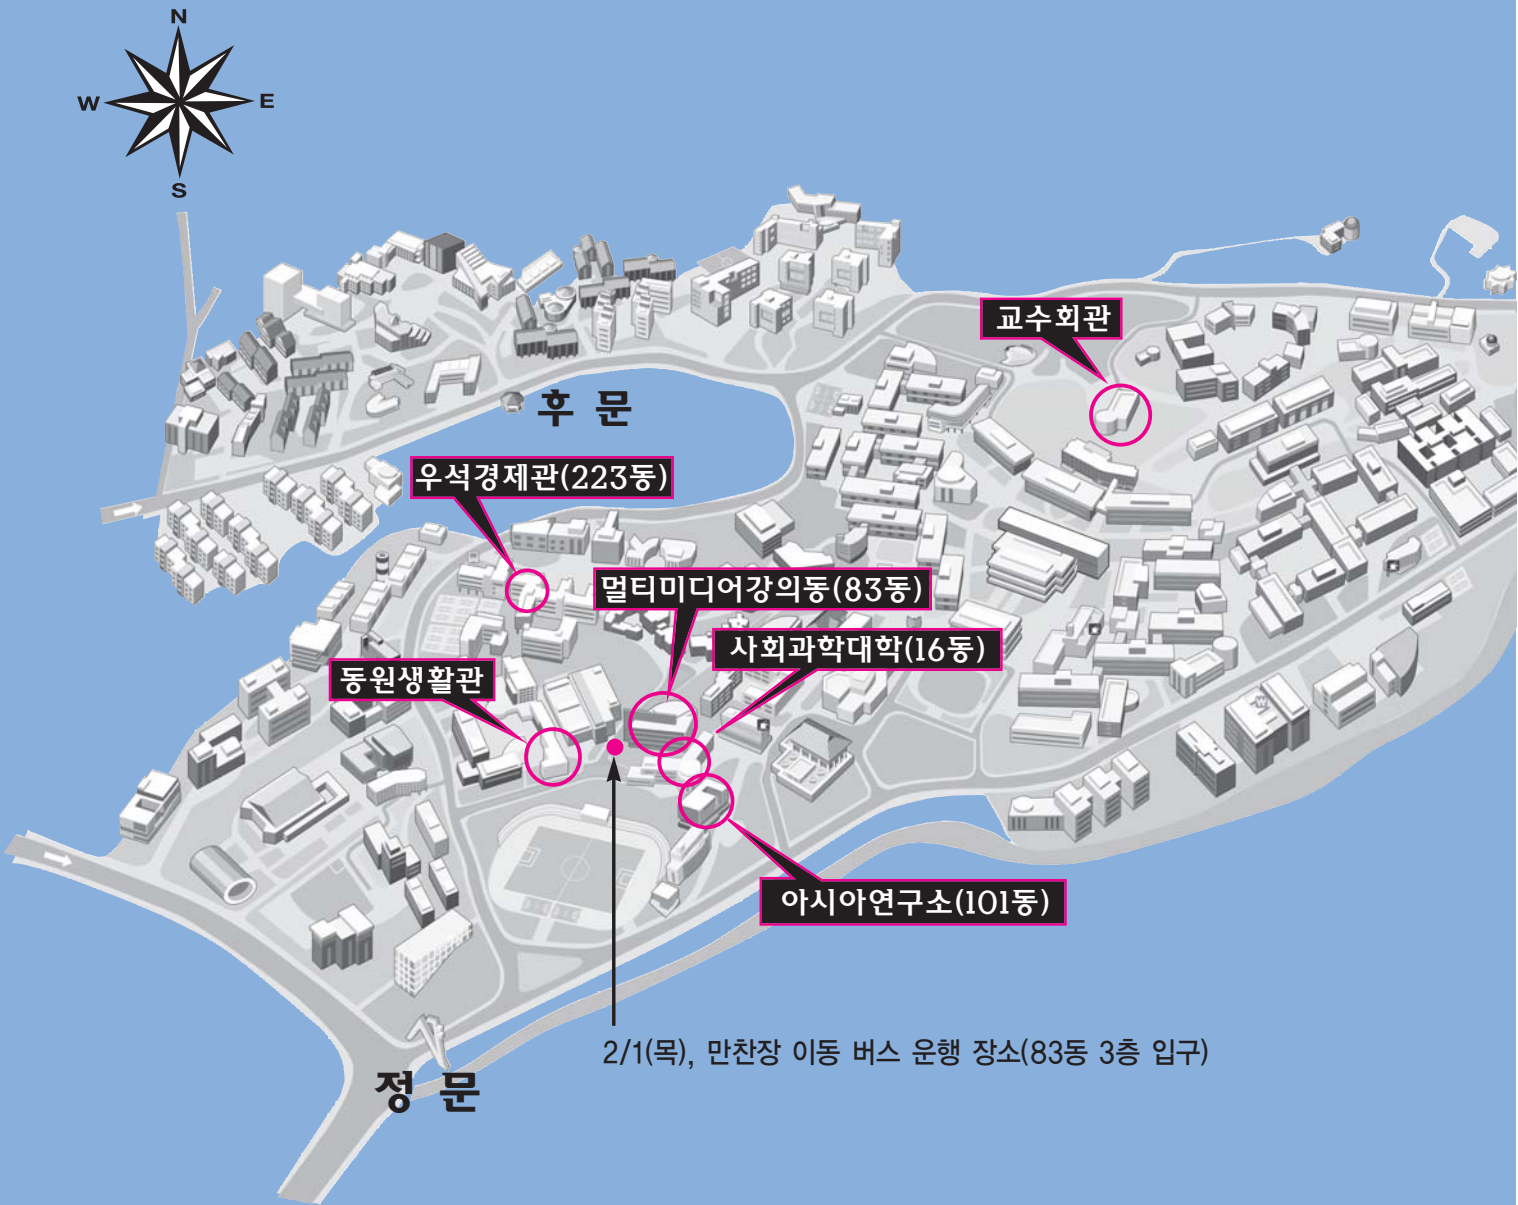 N
W
E
S
교수회관
후 문
우석경제관(223동)
멀티미디어강의동(83동)
사회과학대학(16동)
동원생활관
아시아연구소(101동)
2/1(목), 만찬장 이동 버스 운행 장소(83동 3층 입구)
정 문